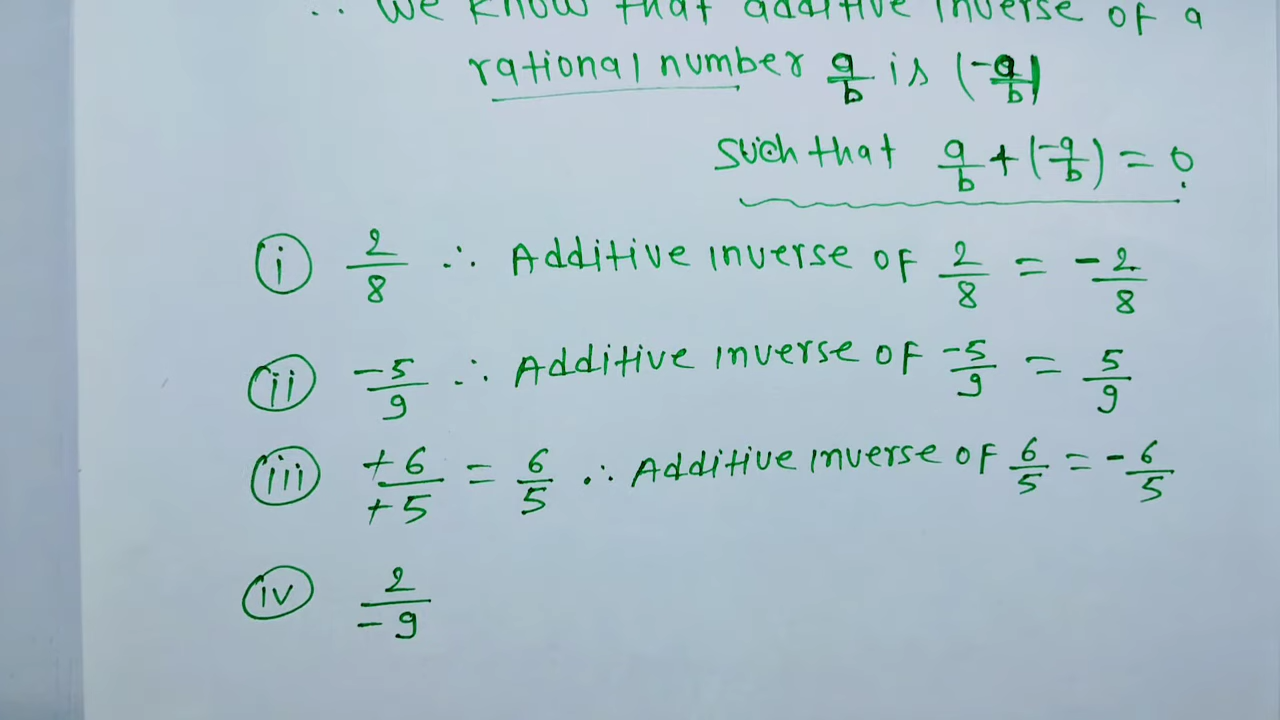 ∴ We know that additive inverse of a
rational number a/b is (-a/b)
such that a/b + (-a/b) = 0.
(i) 2/8 ∴ Additive inverse of 2/8 = -2/8
(ii) -5/9 ∴ Additive inverse of -5/9 = 5/9
(iii) +6/+5 = 6/5 ∴ Additive inverse of 6/5 = -6/5
(iv) 2/-9